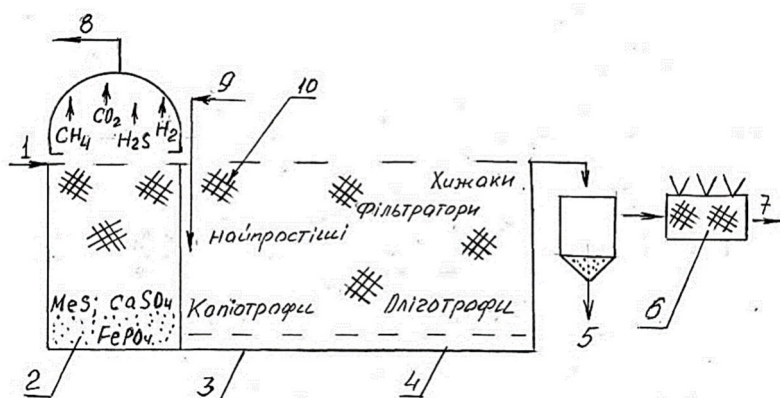 8
9
10
CO₂
CH₄ H₂S H₂
1
Хижаки
Фільтратори
Найпростіші
7
MeS; CaSO₄
FePO₄.
Копіотрофи
Оліготрофи
2
3
4
5
6